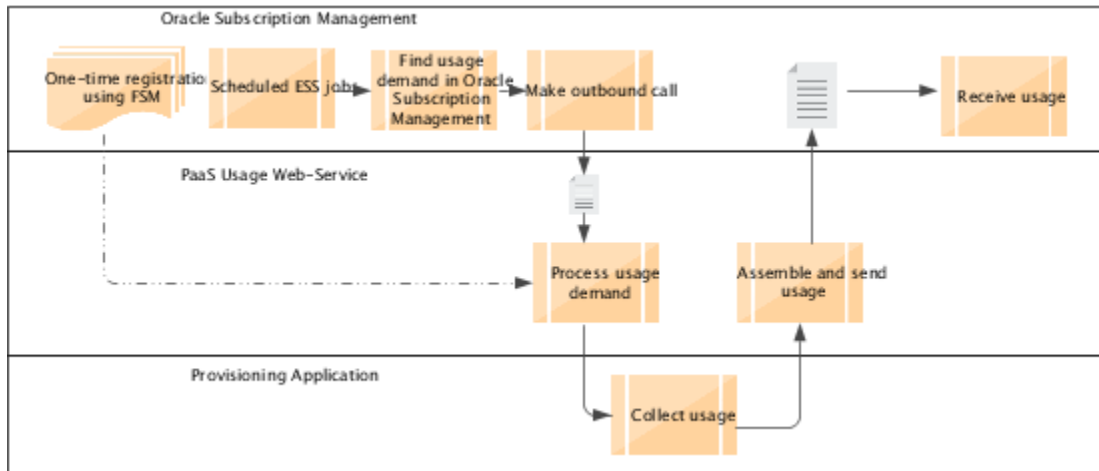 Oracle Subscription Management
One-time registration
using FSM
Scheduled ESS jobs
Find usage
demand in Oracle
Subscription
Management
Make outbound call
Receive usage
PaaS Usage Web-Service
Process usage
demand
Assemble and send
usage
Provisioning Application
Collect usage